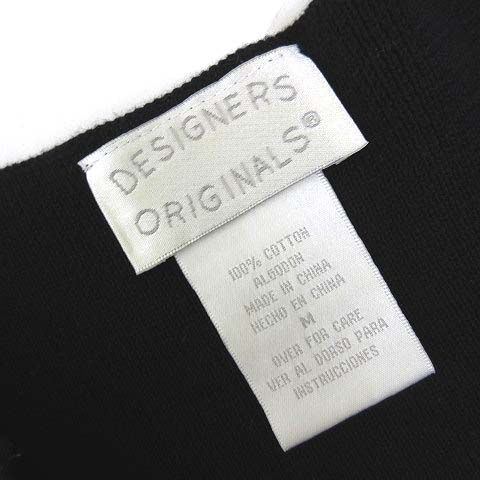 DESIGNERS
ORIGINALS®
100% COTTON
ALGODON
MADE IN CHINA
HECHO EN CHINA
M
OVER FOR CARE
VER AL DORSO PARA
INSTRUCCIONES